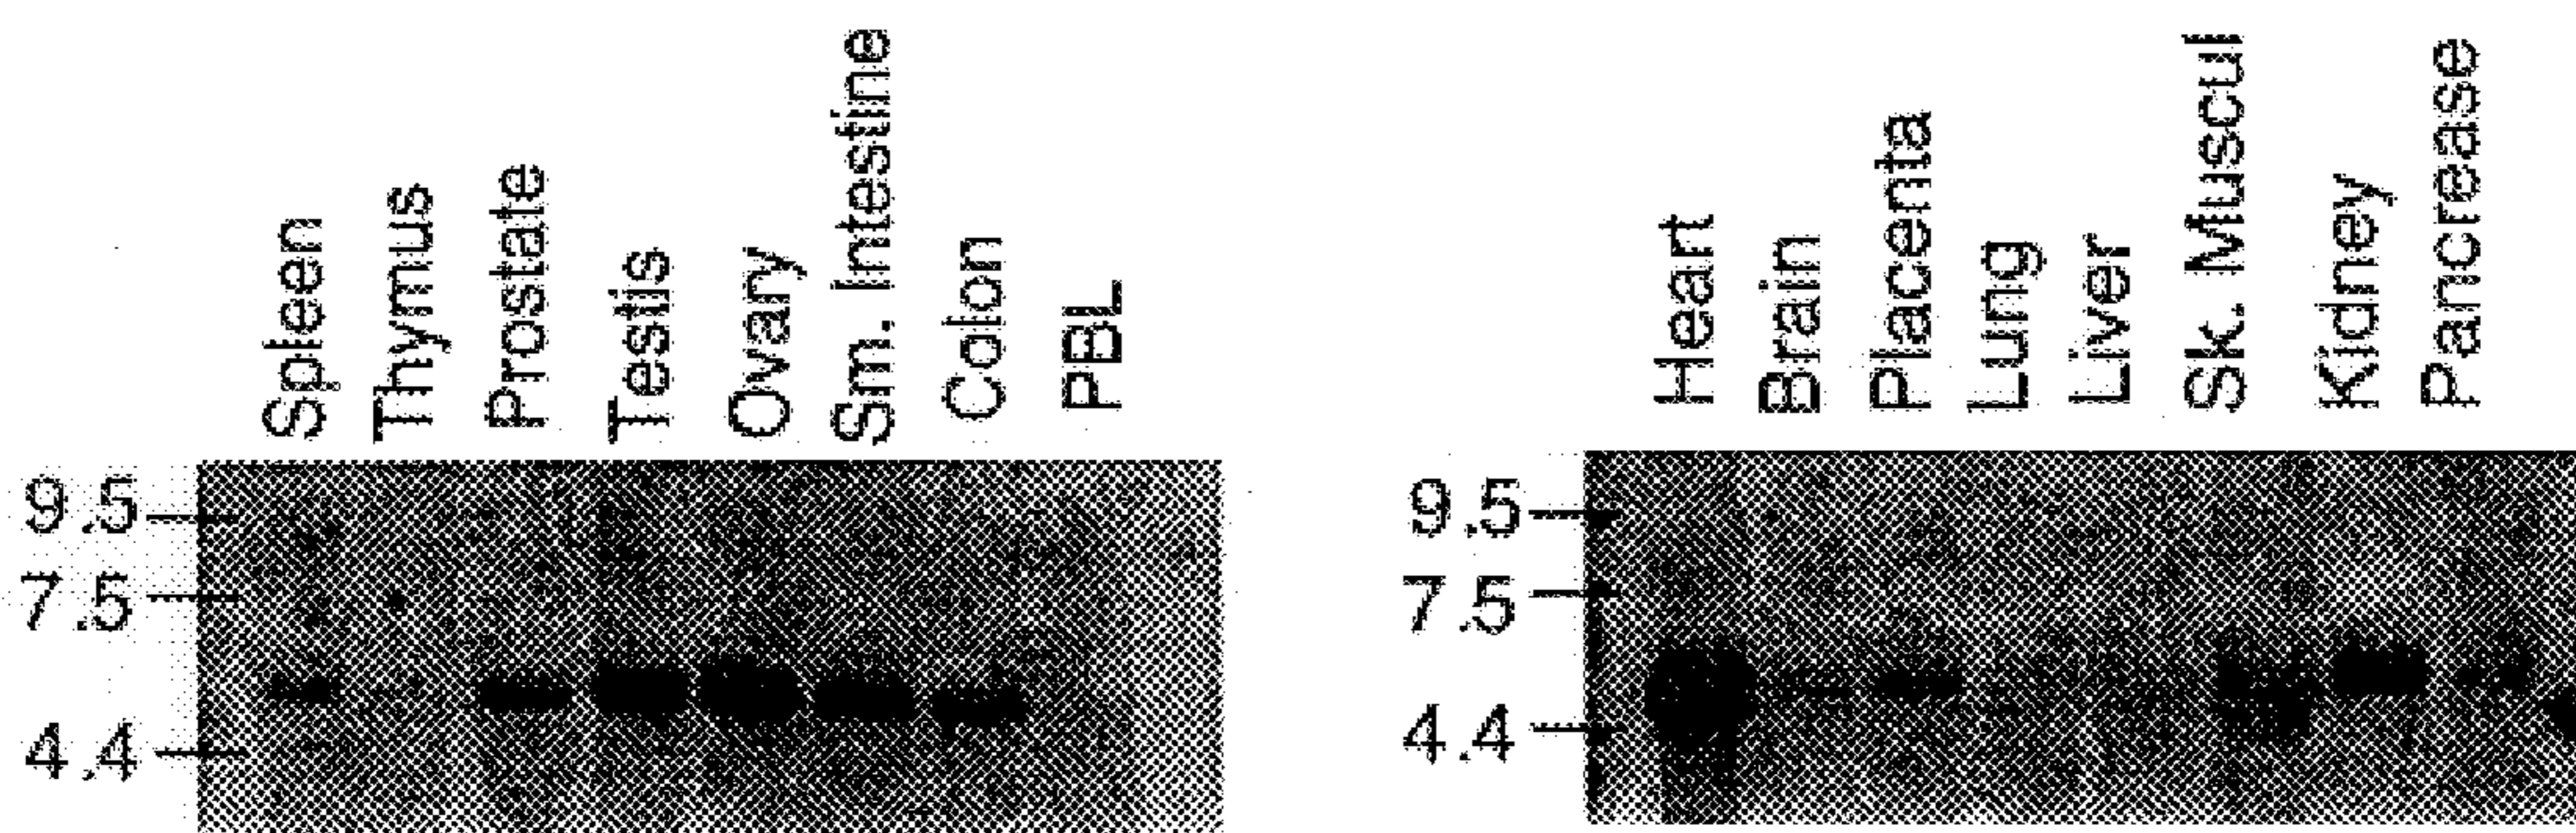 Spleen
Thymus
Prostate
Testis
Ovary
Sm. Intestine
Colon
PBL
9.5
7.5
4.4
Heart
Brain
Placenta
Lung
Liver
Sk. Muscul
Kidney
Pancrease
9.5
7.5
4.4